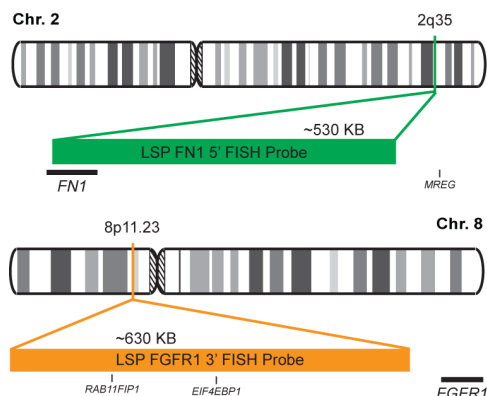 Chr. 2
2q35
~530 KB
LSP FN1 5' FISH Probe
FN1
MREG
Chr. 8
8p11.23
~630 KB
LSP FGFR1 3' FISH Probe
RAB11FIP1
EIF4EBP1
FGFR1